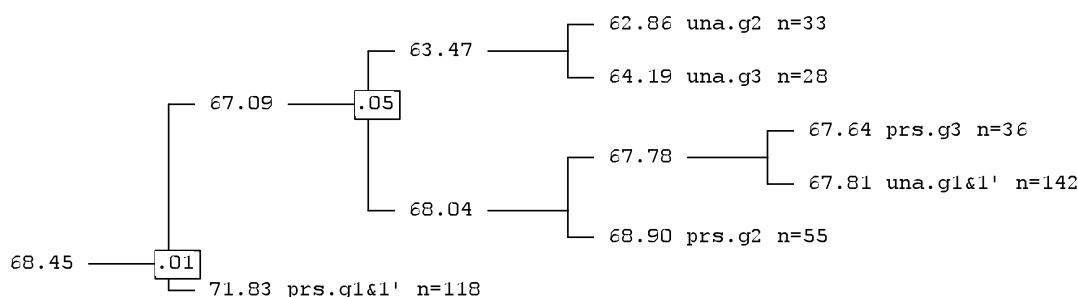 62.86 una.g2 n=33
63.47
64.19 una.g3 n=28
67.09
.05
67.64 prs.g3 n=36
67.78
67.81 una.g1&1' n=142
68.04
68.90 prs.g2 n=55
68.45
.01
71.83 prs.g1&1' n=118